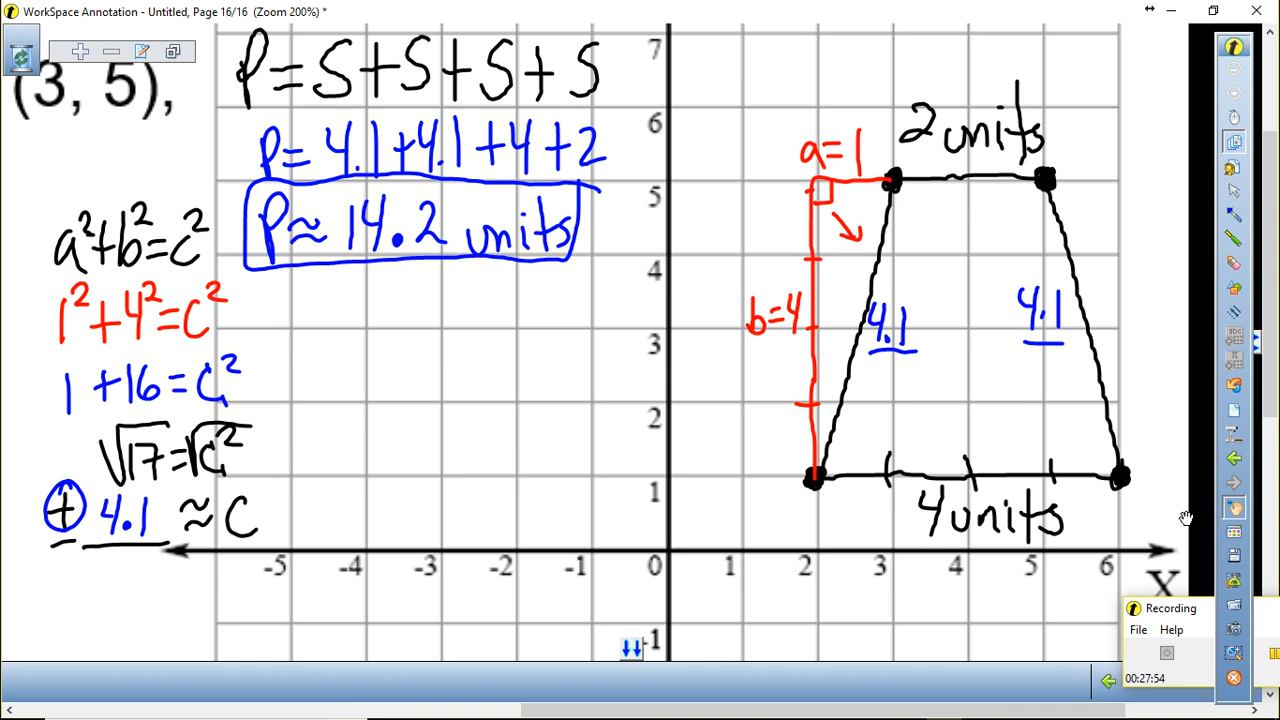 WorkSpace Annotation - Untitled, Page 16/16 (Zoom 200%) *
(3, 5),
P = S + S + S + S
P = 4.1 + 4.1 + 4 + 2
P ≈ 14.2 units
a² + b² = c²
1² + 4² = c²
1 + 16 = c²
√17 = √c²
± 4.1 ≈ c
7
6
5
4
3
2
1
-1
2 units
a = 1
b = 4
4.1
4.1
4 units
-5 -4 -3 -2 -1 0 1 2 3 4 5 6
X
Recording
File Help
00:27:54